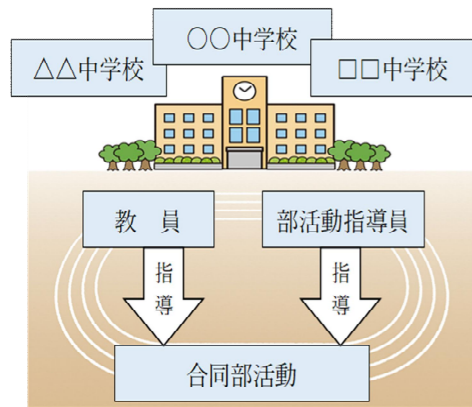 △△中学校
○○中学校
□□中学校
教員
部活動指導員
指導
指導
合同部活動